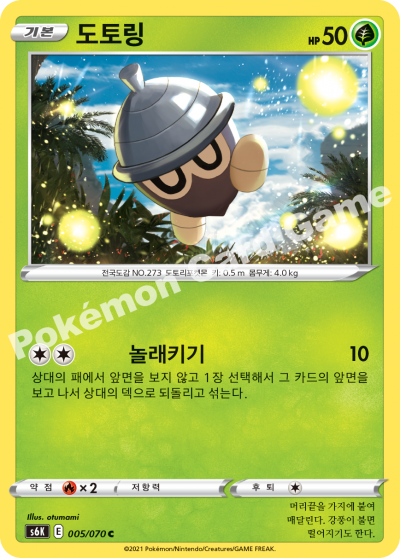 기본 도토링 HP 50
전국도감 NO.273 도토리포켓몬 키: 0.5 m 몸무게: 4.0 kg
Pokémon Card Game
놀래키기 10
상대의 패에서 앞면을 보지 않고 1장 선택해서 그 카드의 앞면을
보고 나서 상대의 덱으로 되돌리고 섞는다.
약점 ×2 저항력 후퇴
Illus. otumami
s6K E 005/070 C
머리끝을 가지에 붙여
매달린다. 강풍이 불면
떨어지기도 한다.
©2021 Pokémon/Nintendo/Creatures/GAME FREAK.